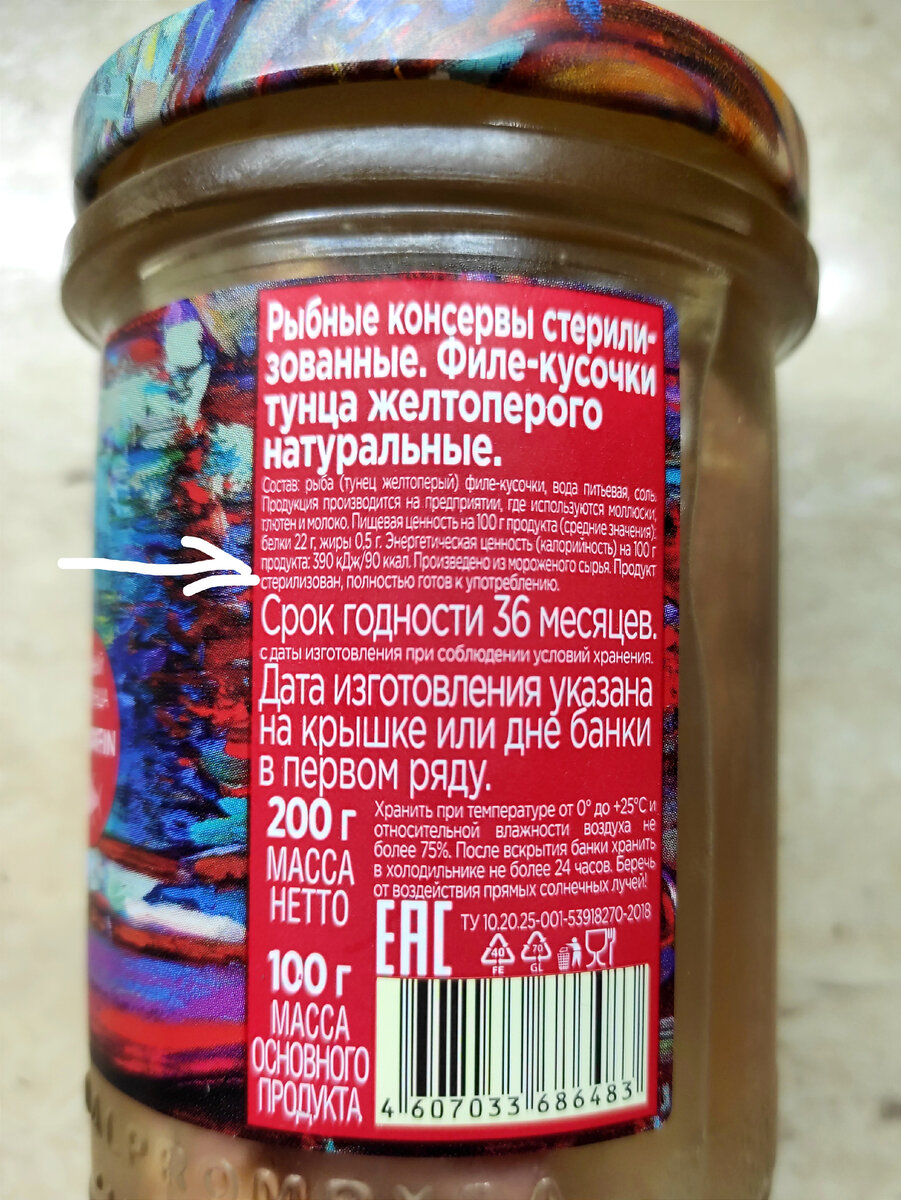 Рыбные консервы стерили-
зованные. Филе-кусочки
тунца желтоперого
натуральные.
Состав: рыба (тунец желтоперый) филе-кусочки, вода питьевая, соль.
Продукция производится на предприятии, где используются моллюски,
глютен и молоко. Пищевая ценность на 100 г продукта (средние значения):
белки 22 г, жиры 0,5 г. Энергетическая ценность (калорийность) на 100 г
продукта: 390 кДж/90 ккал. Произведено из мороженого сырья. Продукт
стерилизован, полностью готов к употреблению.
Срок годности 36 месяцев.
с даты изготовления при соблюдении условий хранения.
Дата изготовления указана
на крышке или дне банки
в первом ряду.
200 г
МАССА
НЕТТО
100 г
МАССА
ОСНОВНОГО
ПРОДУКТА
Хранить при температуре от 0° до +25°С и
относительной влажности воздуха не
более 75%. После вскрытия банки хранить
в холодильнике не более 24 часов. Беречь
от воздействия прямых солнечных лучей!
ЕАС ТУ 10.20.25-001-53918270-2018
40 70
FE GL
4 607033 686483